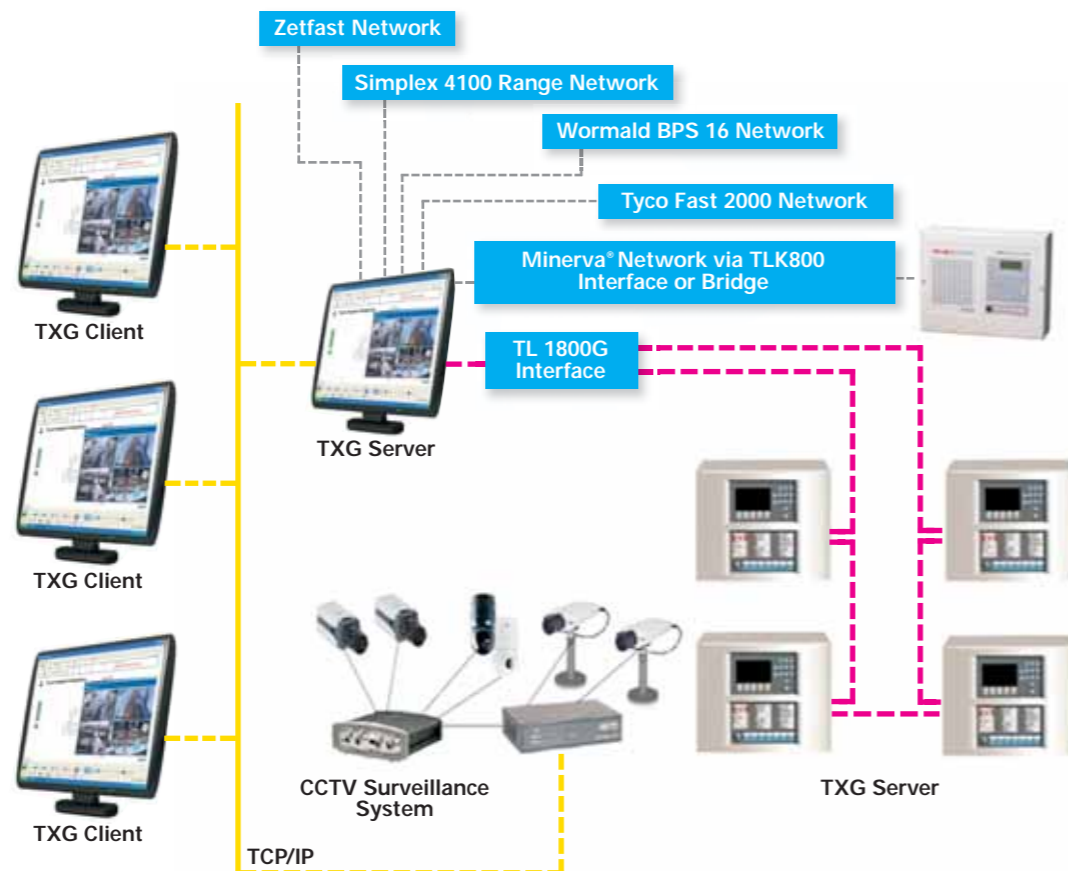 Zetfast Network
Simplex 4100 Range Network
Wormald BPS 16 Network
Tyco Fast 2000 Network
Minerva® Network via TLK800
Interface or Bridge
TL 1800G
Interface
TXG Client
TXG Server
TXG Client
CCTV Surveillance
System
TXG Server
TXG Client
TCP/IP